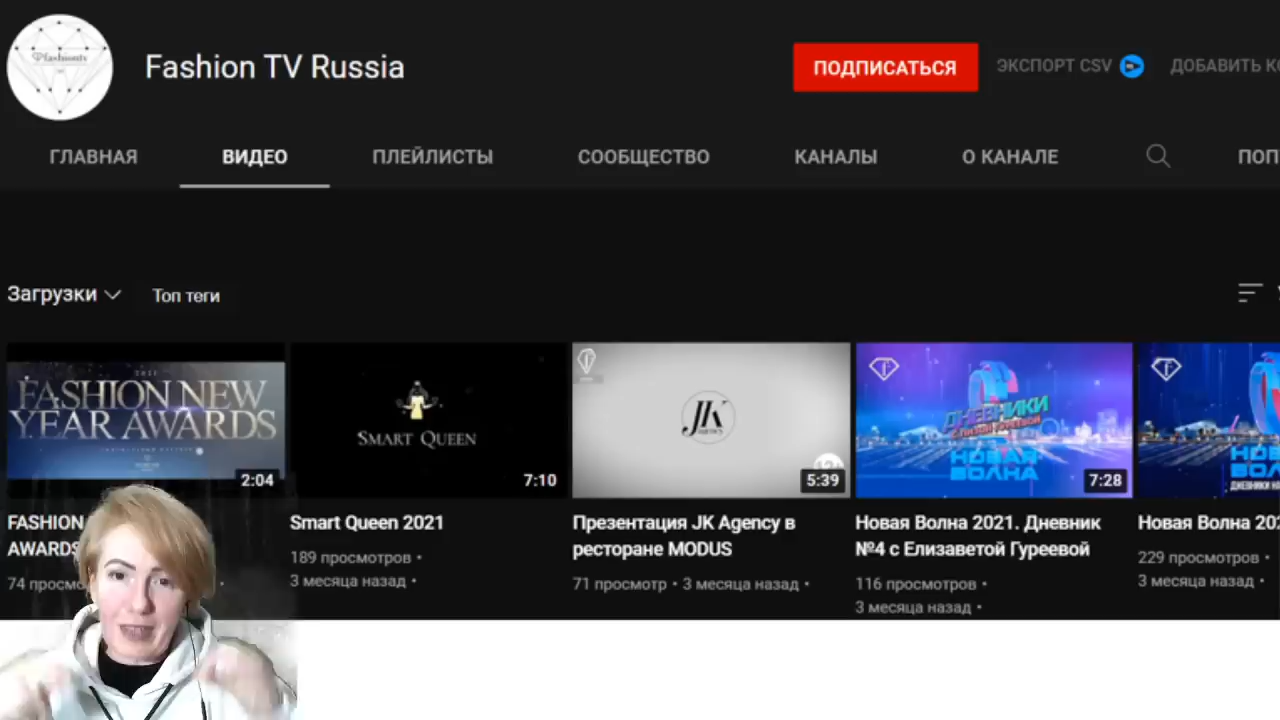 Fashion TV Russia
ПОДПИСАТЬСЯ
ЭКСПОРТ CSV
ДОБАВИТЬ
ГЛАВНАЯ
ВИДЕО
ПЛЕЙЛИСТЫ
СООБЩЕСТВО
КАНАЛЫ
О КАНАЛЕ
ПОП
Загрузки
Топ теги
FASHION NEW
YEAR AWARDS
2:04
SMART QUEEN
7:10
JK
5:39
ДНЕВНИКИ
НОВАЯ
ВОЛНА
7:28
FASHION
AWARDS
74
Smart Queen 2021
189 просмотров •
3 месяца назад •
Презентация JK Agency в
ресторане MODUS
71 просмотр • 3 месяца назад •
Новая Волна 2021. Дневник
№4 с Елизаветой Гуреевой
116 просмотров •
3 месяца назад •
Новая Волна 202
229 просмотров •
3 месяца назад •